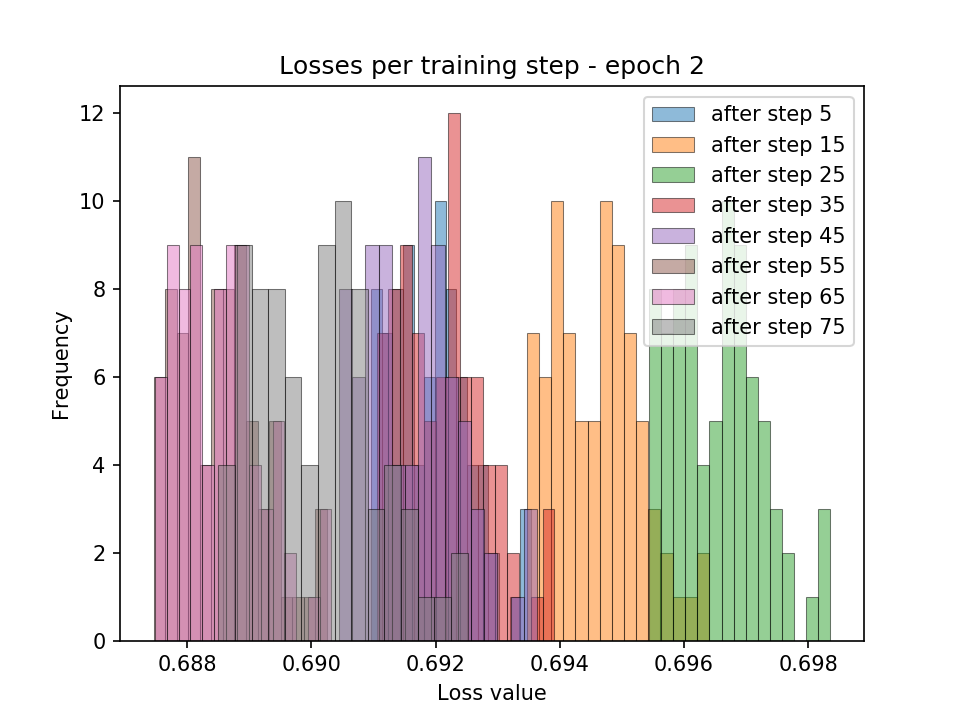 Losses per training step - epoch 2
12
10
8
6
4
2
0
Frequency
after step 5
after step 15
after step 25
after step 35
after step 45
after step 55
after step 65
after step 75
0.688 0.690 0.692 0.694 0.696 0.698
Loss value